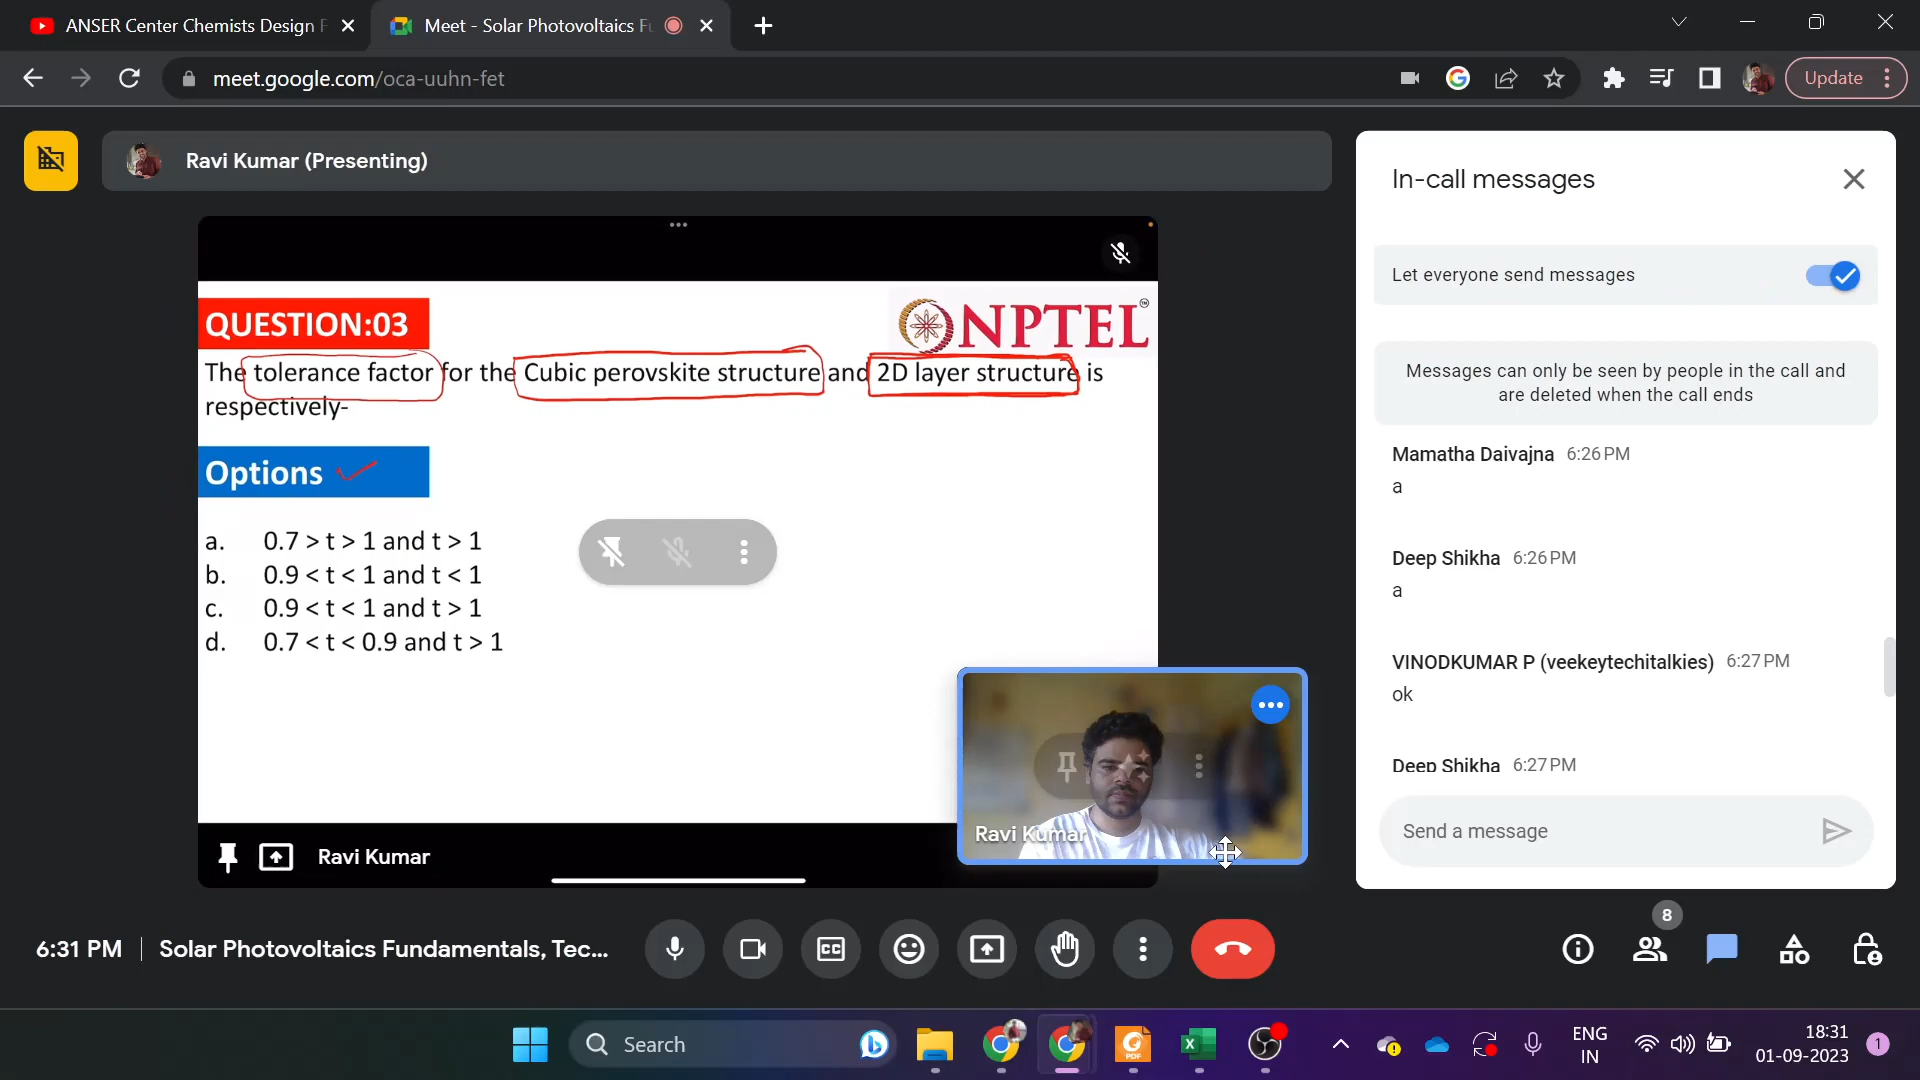 ANSER Center Chemists Design F
Meet - Solar Photovoltaics Fu
meet.google.com/oca-uuhn-fet
Update
Ravi Kumar (Presenting)
QUESTION:03
NPTEL
TM
The tolerance factor for the Cubic perovskite structure and 2D layer structure is
respectively-
Options
a. 0.7 > t > 1 and t > 1
b. 0.9 < t < 1 and t < 1
c. 0.9 < t < 1 and t > 1
d. 0.7 < t < 0.9 and t > 1
Ravi Kumar
Ravi Kumar
In-call messages
Let everyone send messages
Messages can only be seen by people in the call and
are deleted when the call ends
Mamatha Daivajna 6:26 PM
a
Deep Shikha 6:26 PM
a
VINODKUMAR P (veekeytechitalkies) 6:27 PM
ok
Deep Shikha 6:27 PM
Send a message
6:31 PM | Solar Photovoltaics Fundamentals, Tec...
CC
8
Search
PDF
X
ENG
IN
18:31
01-09-2023
1